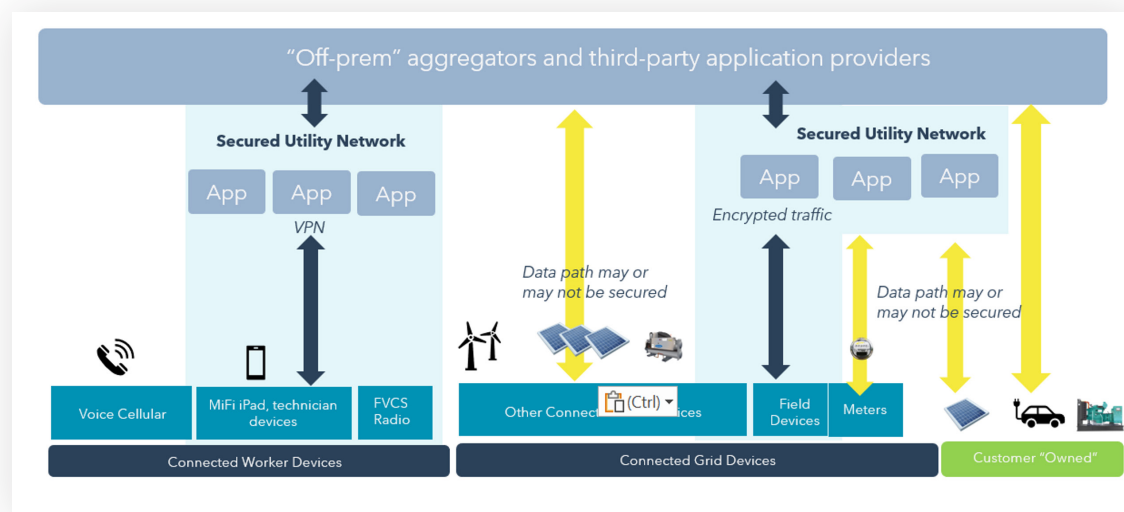 “Off-prem” aggregators and third-party application providers
Secured Utility Network
App
App
App
VPN
Secured Utility Network
App
App
App
Encrypted traffic
Data path may or
may not be secured
Data path may or
may not be secured
Voice Cellular
MiFi iPad, technician
devices
FVCS
Radio
Other Connect
(Ctrl)
ices
Field
Devices
Meters
Connected Worker Devices
Connected Grid Devices
Customer “Owned”